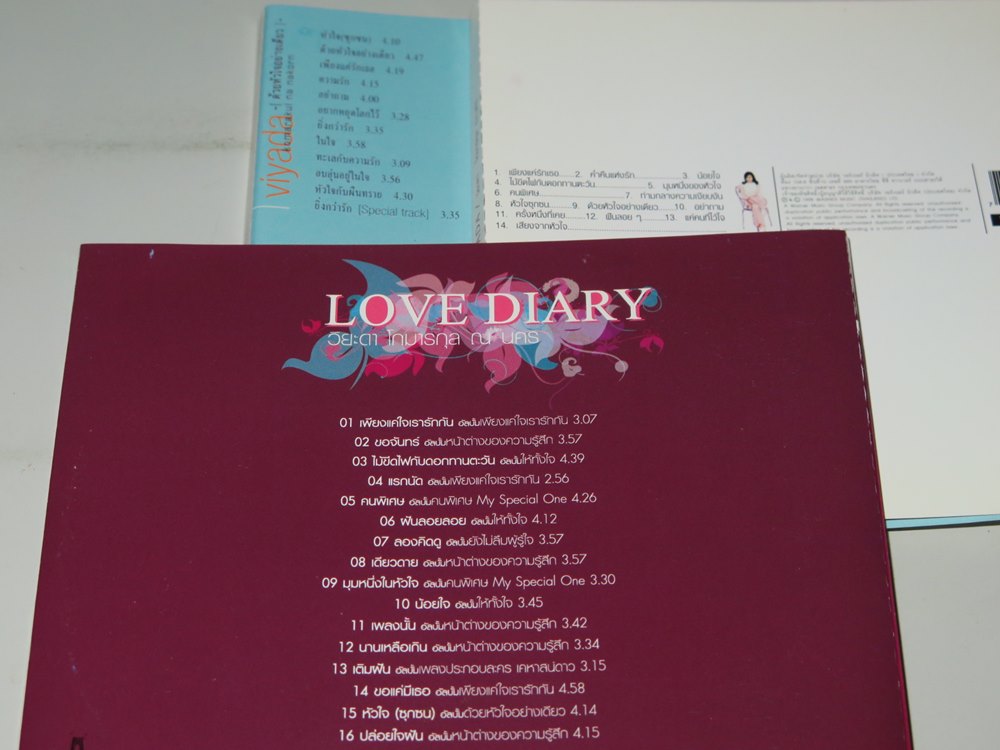 หัวใจ(ซุกซน) 4.10
ด้วยหัวใจอย่างเดียว 4.47
เพียงแค่รักเธอ 4.19
ความรัก 4.15
อย่าถาม 4.00
อยากหยุดโลกไว้ 3.28
ยิ่งกว่ารัก 3.35
ในใจ 3.58
ทะเลกับความรัก 3.09
อบอุ่นอยู่ในใจ 3.56
หัวใจกับผืนทราย 4.30
ยิ่งกว่ารัก [Special track] 3.35
viyada
ด้วยหัวใจอย่างเดียว
1. เพียงแค่รักเธอ..... 2. คำคืนแห่งรัก............... 3. น้อยใจ
4. ไม้ขีดไฟกับดอกทานตะวัน 5. มุมหนึ่งของหัวใจ
6. คนพิเศษ 7. ท่ามกลางความเงียบงัน
8. หัวใจซุกซน 9. ด้วยหัวใจอย่างเดียว...... 10. อย่าถาม
11. ครั้งหนึ่งที่เคย.......12. ฝันลอย ๆ.........13. แค่คนที่ไว้ใจ
14. เสียงจากหัวใจ
LOVE DIARY
วิยะดา โกมารกุล ณ นคร
01 เพียงแค่ใจเรารักกัน อัลบั้มเพียงแค่ใจเรารักกัน 3.07
02 ขอจันทร์ อัลบั้มหน้าต่างของความรู้สึก 3.57
03 ไม้ขีดไฟกับดอกทานตะวัน อัลบั้มให้ทั้งใจ 4.39
04 แรกนัด อัลบั้มเพียงแค่ใจเรารักกัน 2.56
05 คนพิเศษ อัลบั้มคนพิเศษ My Special One 4.26
06 ฝันลอยลอย อัลบั้มให้ทั้งใจ 4.12
07 ลองคิดดู อัลบั้มยังไม่ลืมผู้รู้ใจ 3.57
08 เดียวดาย อัลบั้มหน้าต่างของความรู้สึก 3.57
09 มุมหนึ่งในหัวใจ อัลบั้มคนพิเศษ My Special One 3.30
10 น้อยใจ อัลบั้มให้ทั้งใจ 3.45
11 เพลงนั้น อัลบั้มหน้าต่างของความรู้สึก 3.42
12 นานเหลือเกิน อัลบั้มหน้าต่างของความรู้สึก 3.34
13 เติมฝัน อัลบั้มเพลงประกอบละคร เคหาสน์ดาว 3.15
14 ขอแค่มีเธอ อัลบั้มเพียงแค่ใจเรารักกัน 4.58
15 หัวใจ (ซุกซน) อัลบั้มด้วยหัวใจอย่างเดียว 4.14
16 ปล่อยใจฝัน อัลบั้มหน้าต่างของความรู้สึก 4.15